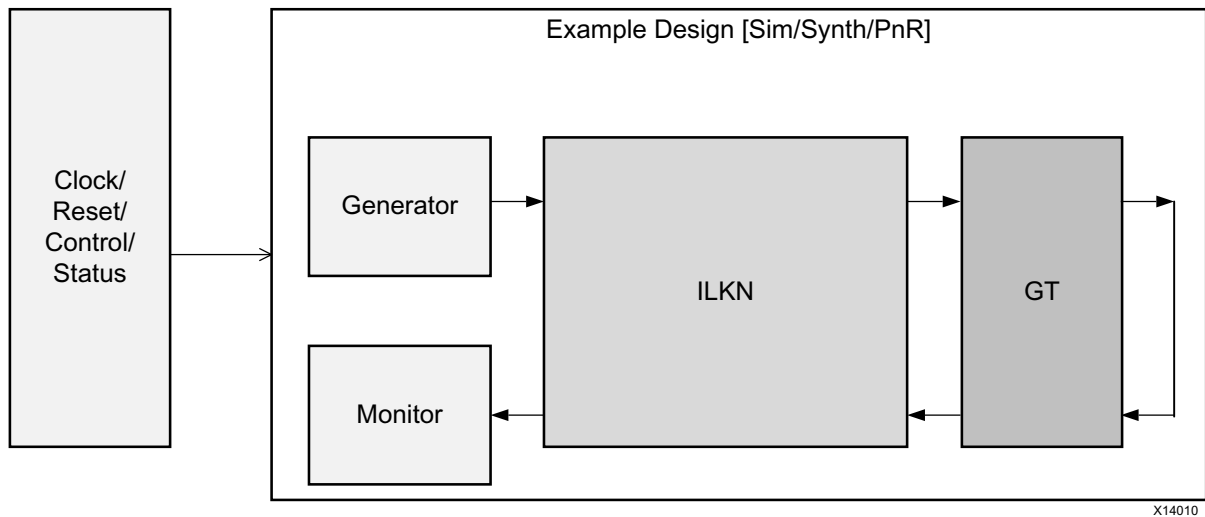 Example Design [Sim/Synth/PnR]
Clock/
Reset/
Control/
Status
Generator
Monitor
ILKN
GT
X14010